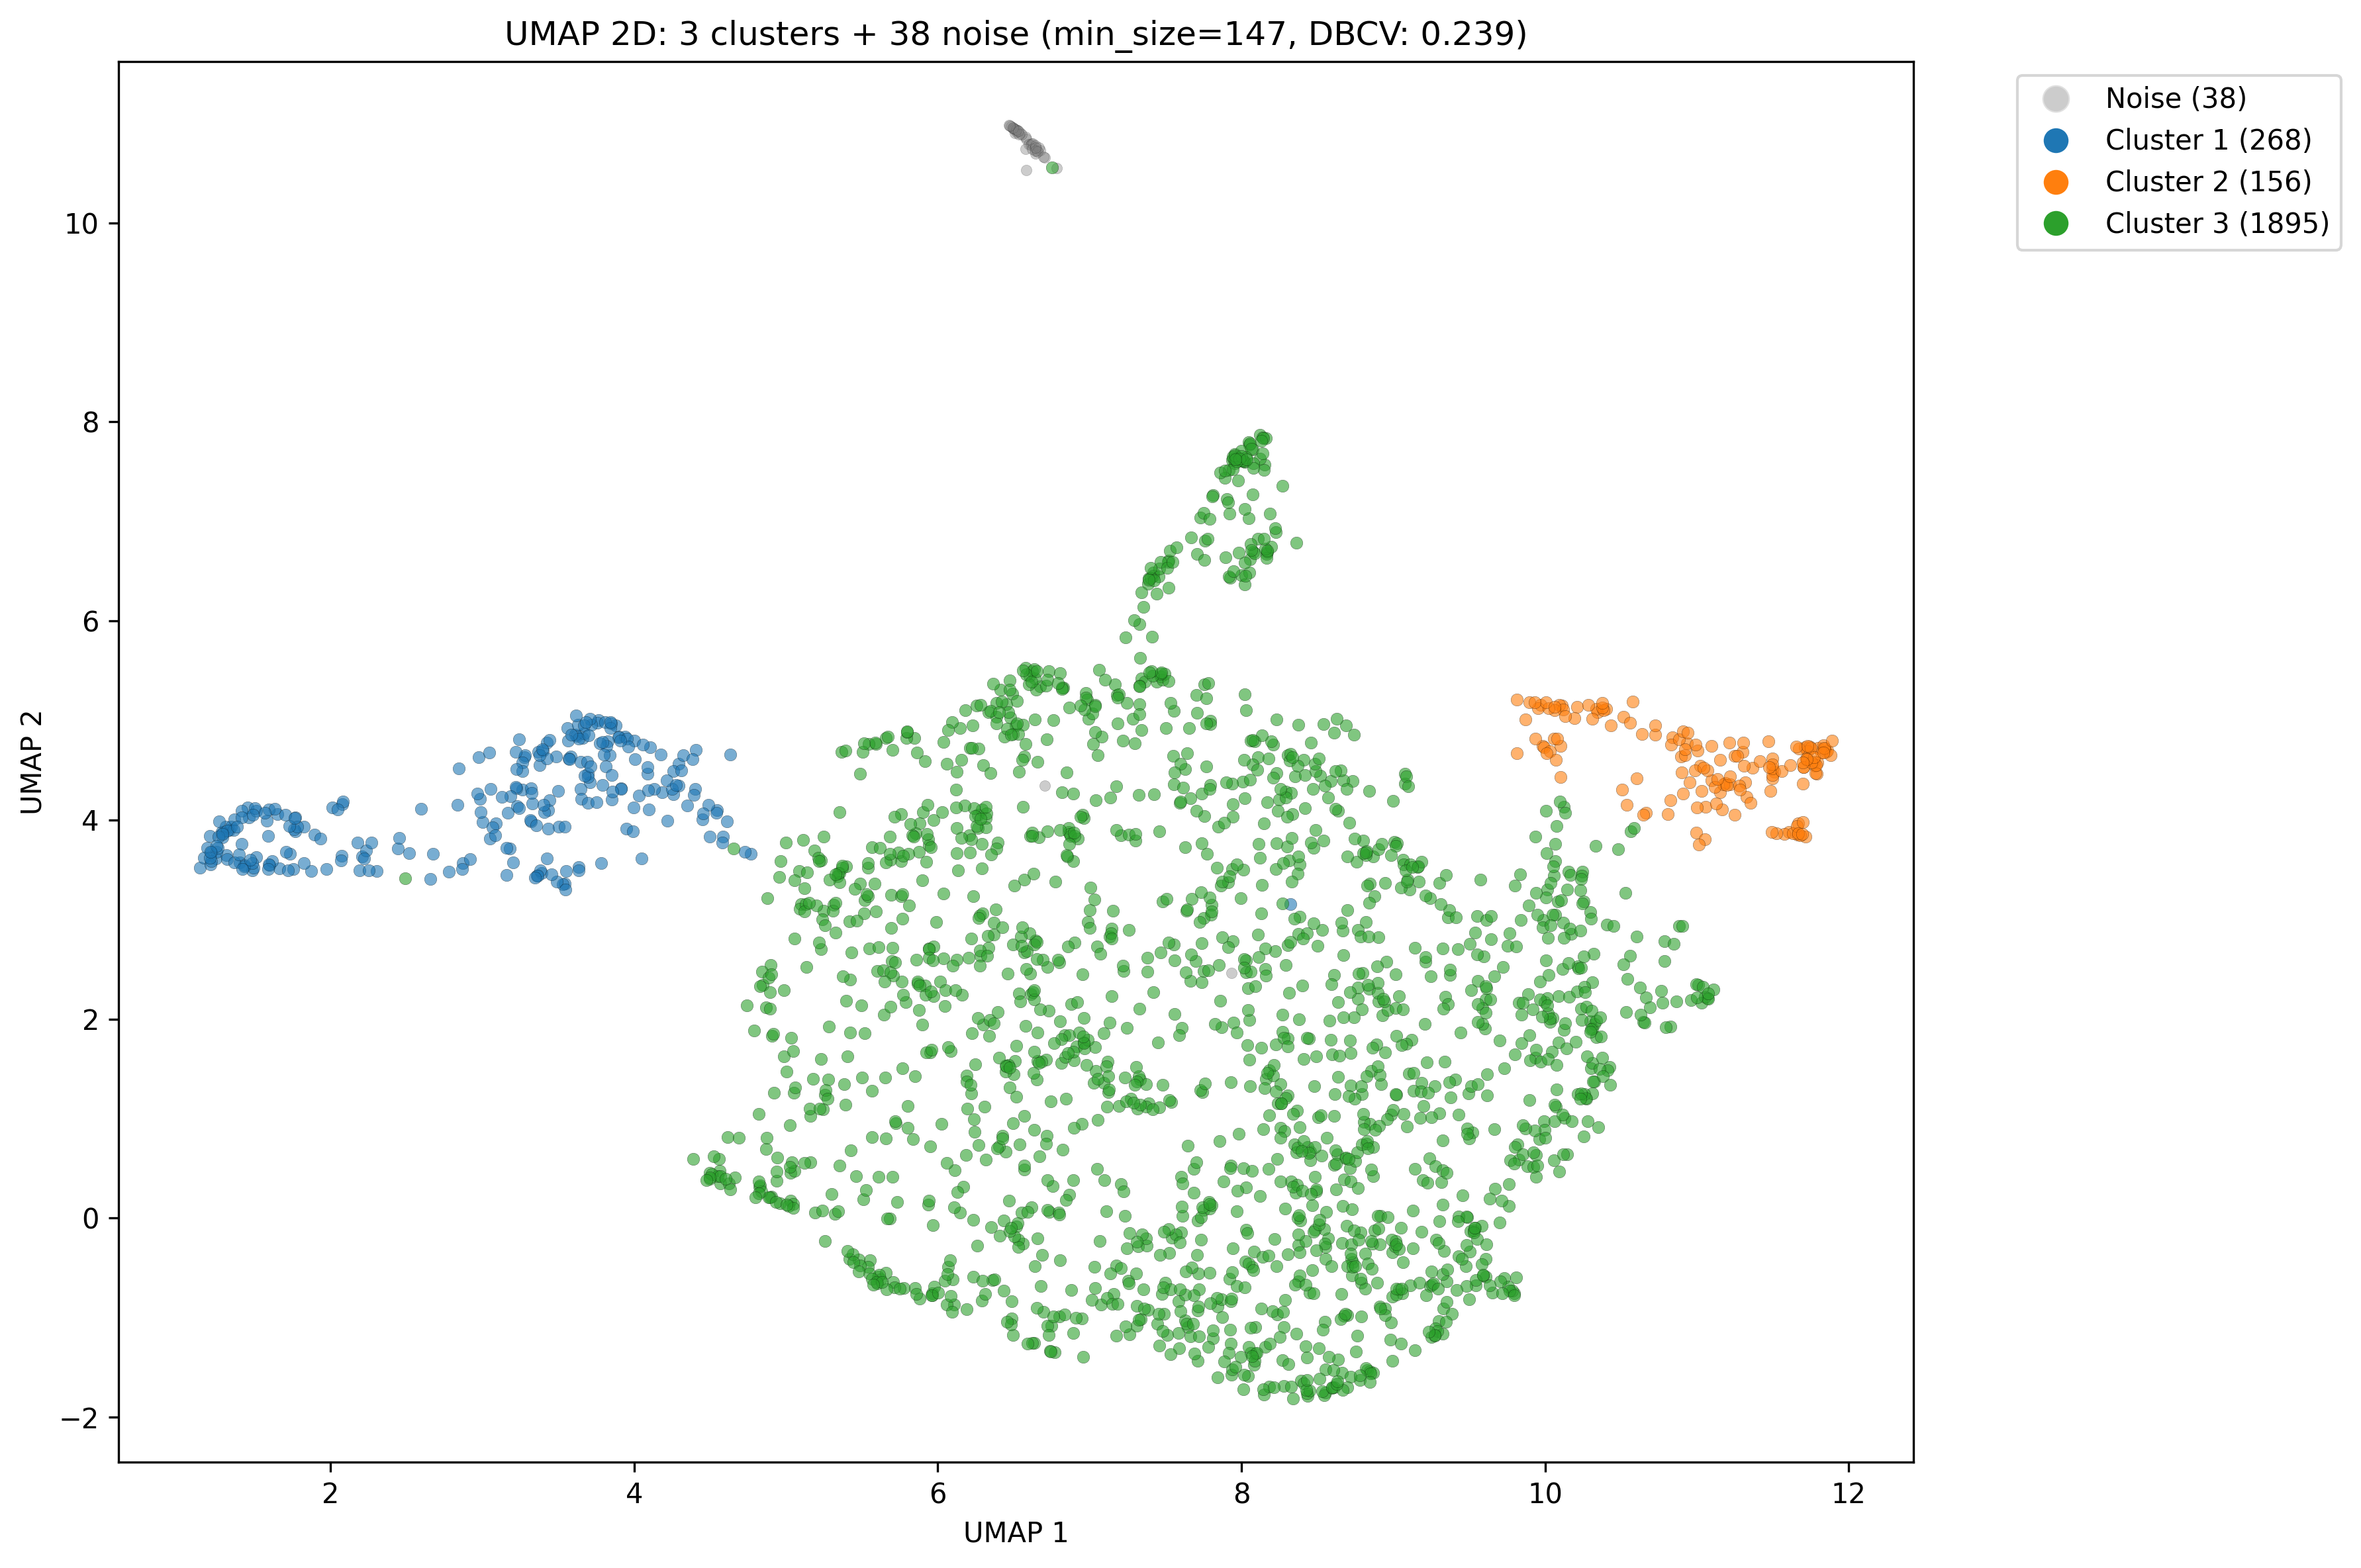 UMAP 2D: 3 clusters + 38 noise (min_size=147, DBCV: 0.239)
Noise (38)
Cluster 1 (268)
Cluster 2 (156)
Cluster 3 (1895)
10
8
6
4
2
0
−2
UMAP 2
2
4
6
8
10
12
UMAP 1